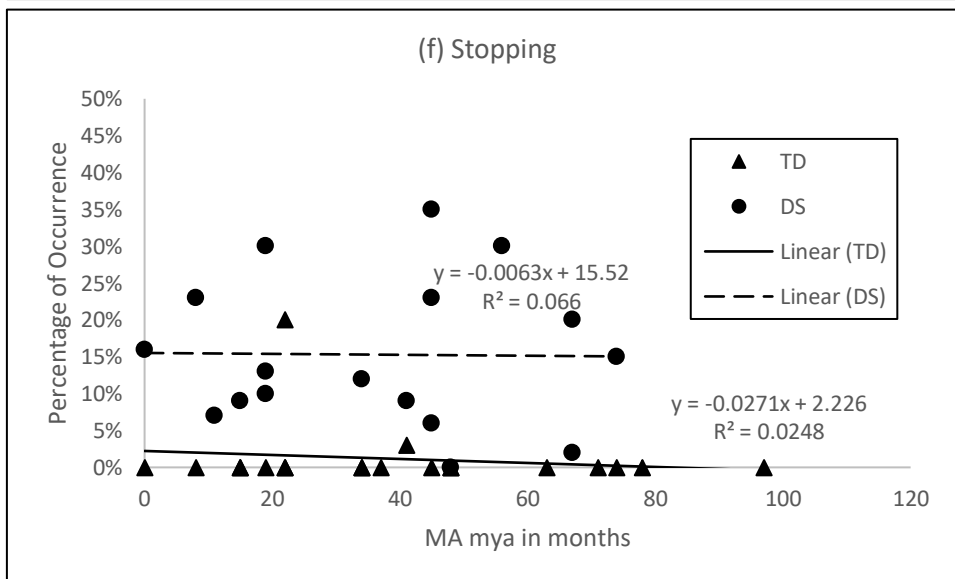 (f) Stopping
50%
45%
40%
35%
30%
25%
20%
15%
10%
5%
0%
Percentage of Occurrence
TD
DS
Linear (TD)
Linear (DS)
y = -0.0063x + 15.52
R² = 0.066
y = -0.0271x + 2.226
R² = 0.0248
0 20 40 60 80 100 120
MA mya in months